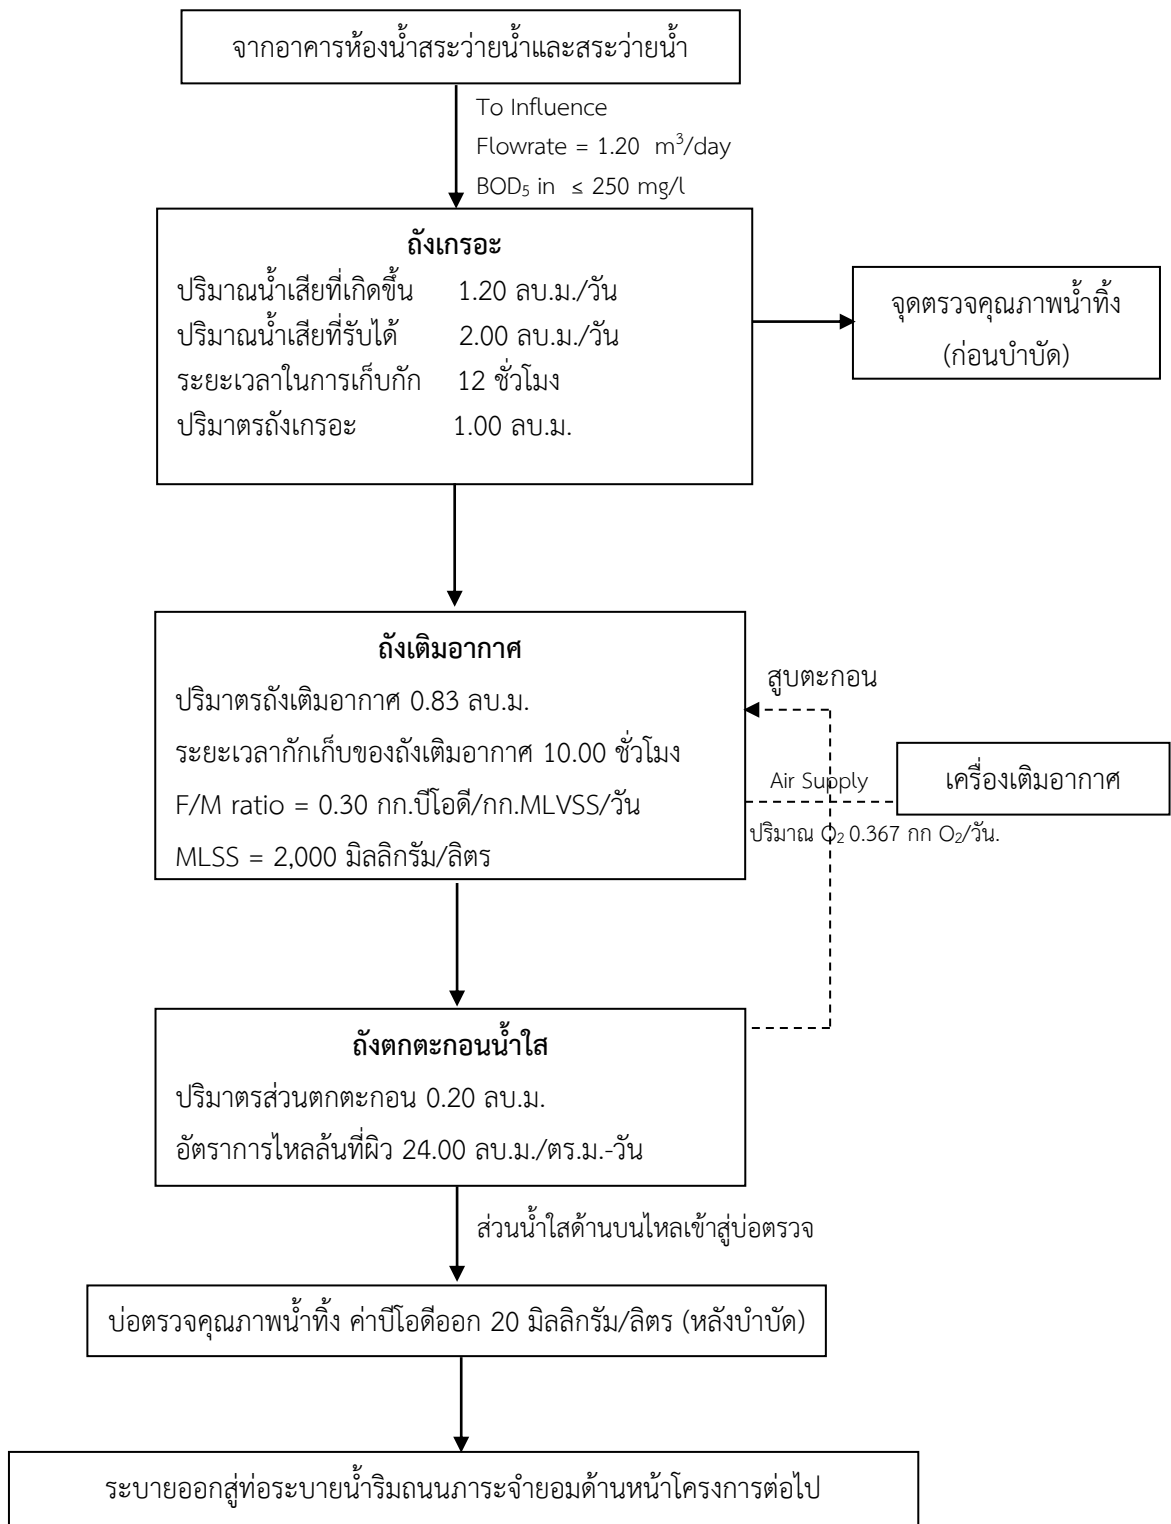 จากอาคารห้องน้ำสระว่ายน้ำและสระว่ายน้ำ
To Influence
Flowrate = 1.20 m³/day
BOD₅ in ≤ 250 mg/l
ถังเกรอะ
ปริมาณน้ำเสียที่เกิดขึ้น 1.20 ลบ.ม./วัน
ปริมาณน้ำเสียที่รับได้ 2.00 ลบ.ม./วัน
ระยะเวลาในการเก็บกัก 12 ชั่วโมง
ปริมาตรถังเกรอะ 1.00 ลบ.ม.
จุดตรวจคุณภาพน้ำทิ้ง
(ก่อนบำบัด)
ถังเติมอากาศ
ปริมาตรถังเติมอากาศ 0.83 ลบ.ม.
ระยะเวลากักเก็บของถังเติมอากาศ 10.00 ชั่วโมง
F/M ratio = 0.30 กก.บีโอดี/กก.MLVSS/วัน
MLSS = 2,000 มิลลิกรัม/ลิตร
สูบตะกอน
Air Supply
เครื่องเติมอากาศ
ปริมาณ O₂ 0.367 กก O₂/วัน.
ถังตกตะกอนน้ำใส
ปริมาตรส่วนตกตะกอน 0.20 ลบ.ม.
อัตราการไหลล้นที่ผิว 24.00 ลบ.ม./ตร.ม.-วัน
ส่วนน้ำใสด้านบนไหลเข้าสู่บ่อตรวจ
บ่อตรวจคุณภาพน้ำทิ้ง ค่าบีโอดีออก 20 มิลลิกรัม/ลิตร (หลังบำบัด)
ระบายออกสู่ท่อระบายน้ำริมถนนภาระจำยอมด้านหน้าโครงการต่อไป